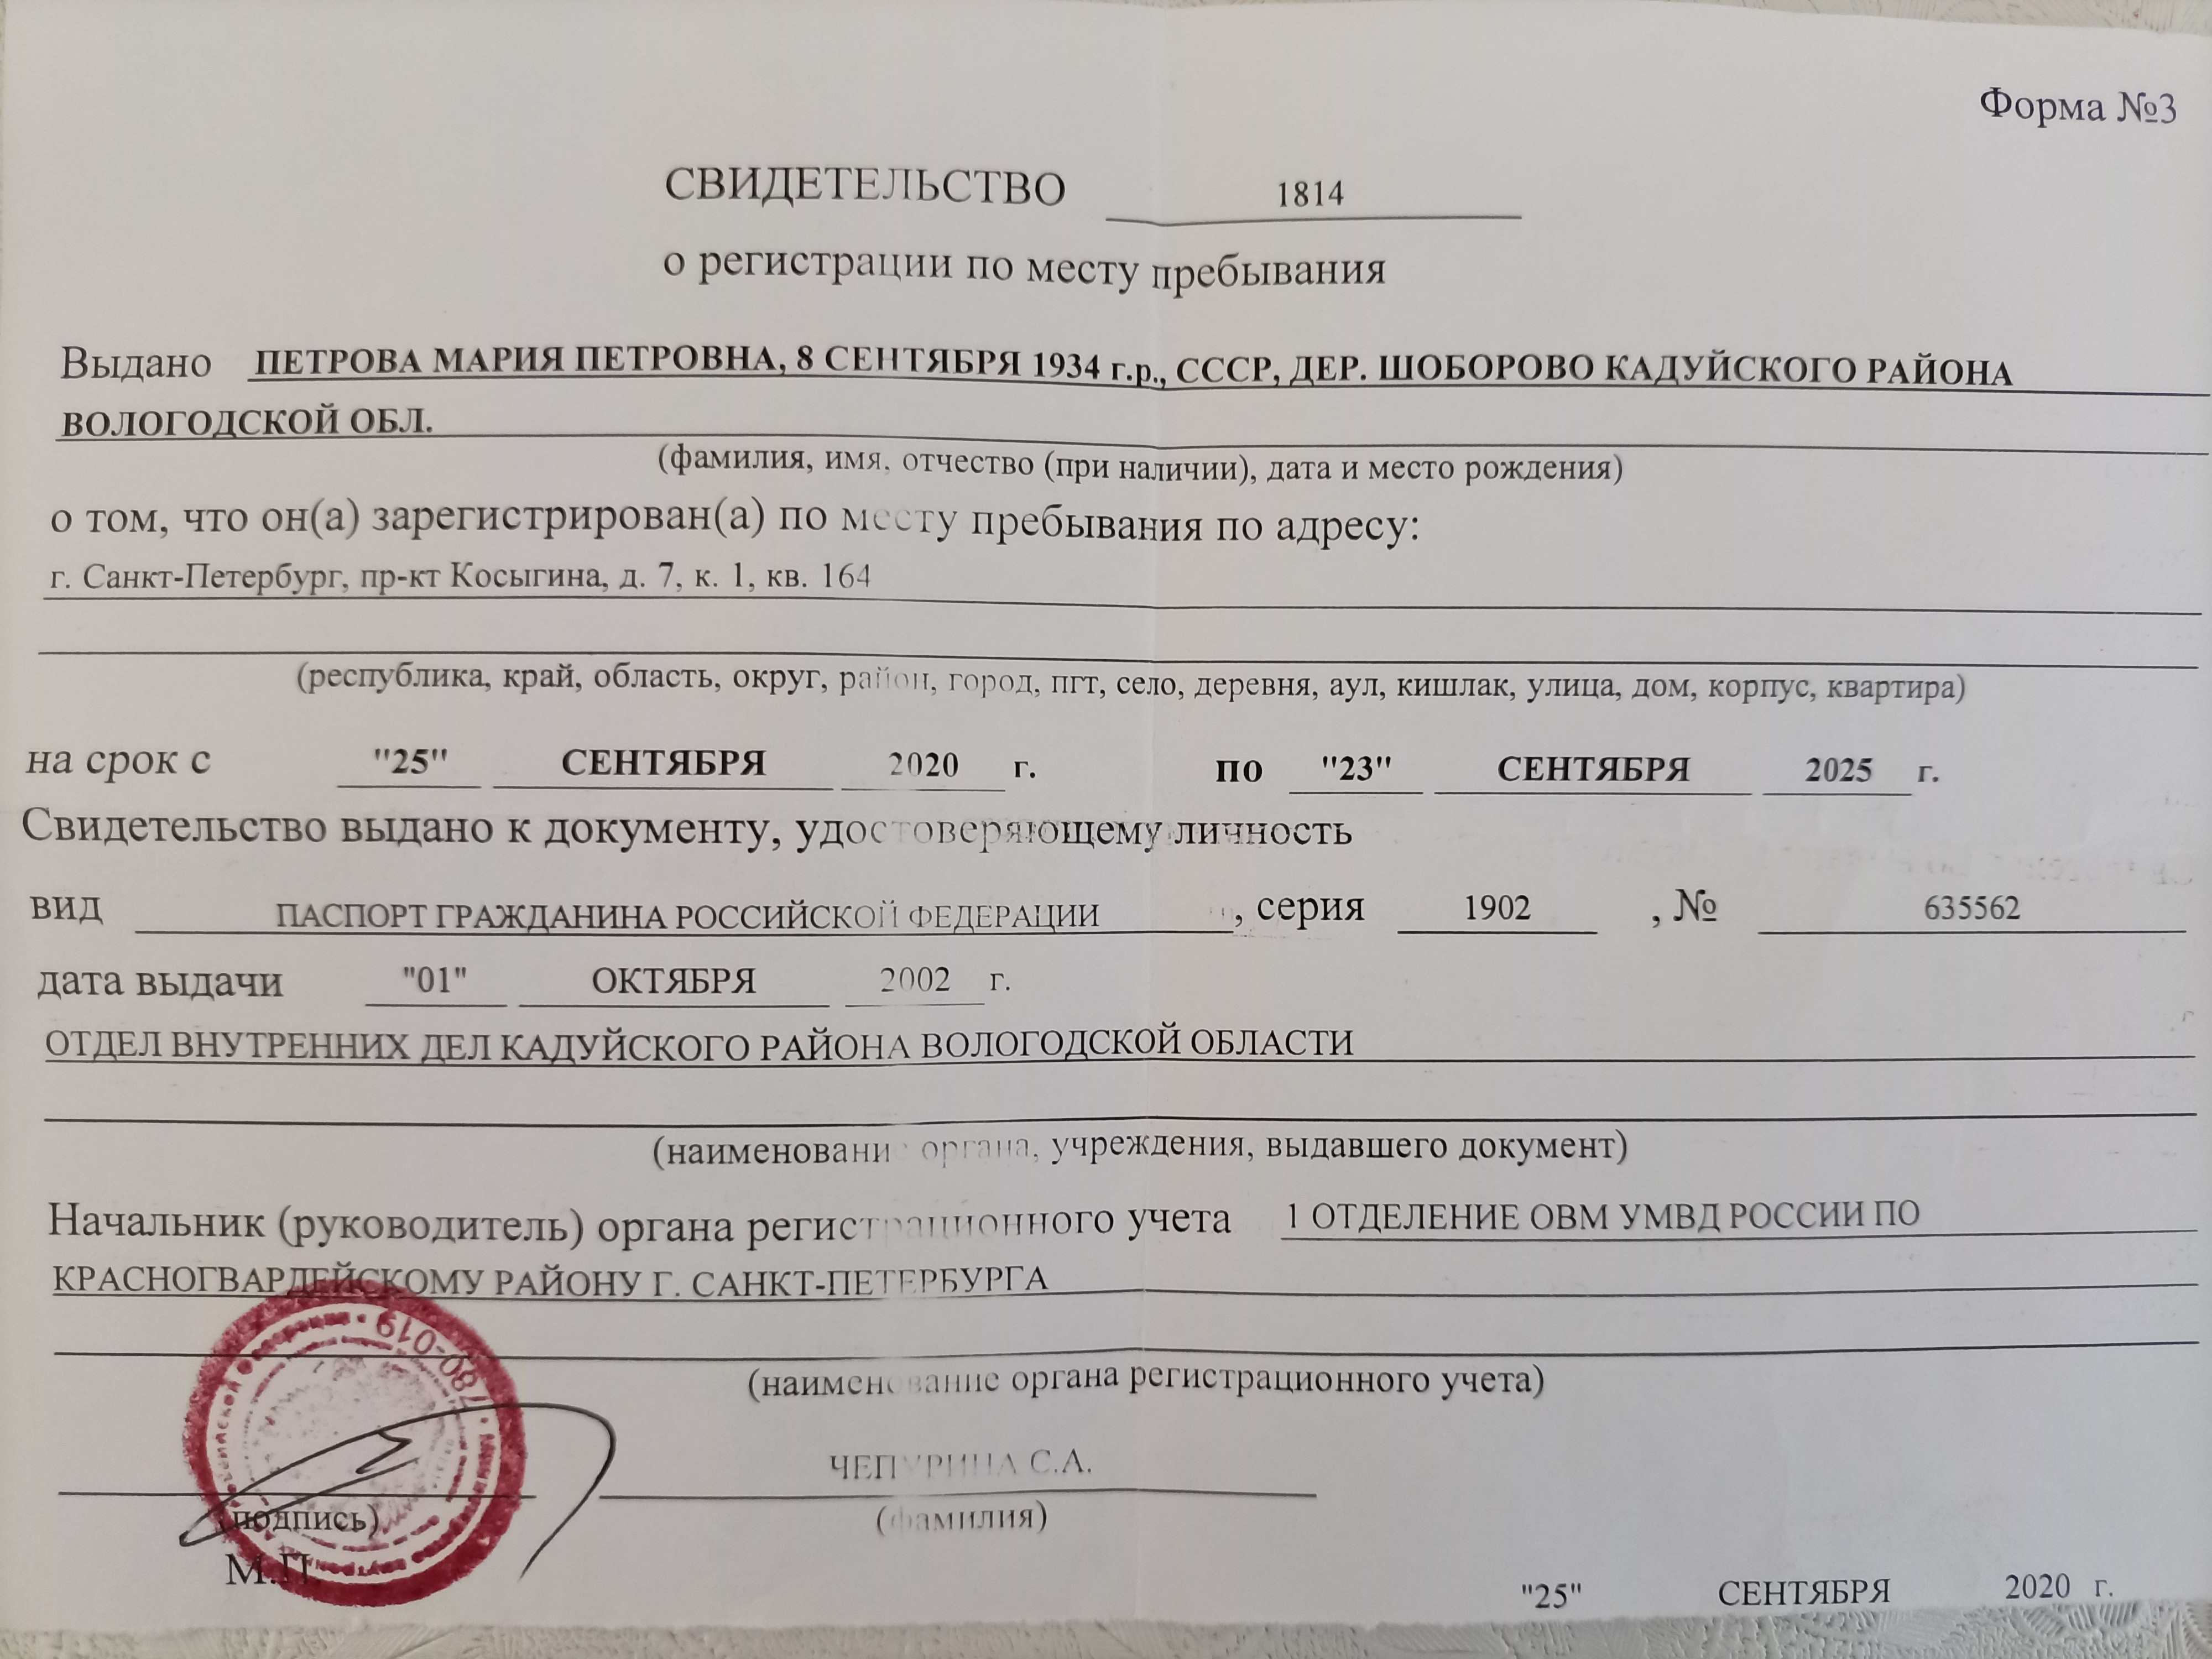 Форма №3
СВИДЕТЕЛЬСТВО 1814
о регистрации по месту пребывания
Выдано ПЕТРОВА МАРИЯ ПЕТРОВНА, 8 СЕНТЯБРЯ 1934 г.р., СССР, ДЕР. ШОБОРОВО КАДУЙСКОГО РАЙОНА
ВОЛОГОДСКОЙ ОБЛ.
(фамилия, имя, отчество (при наличии), дата и место рождения)
о том, что он(а) зарегистрирован(а) по месту пребывания по адресу:
г. Санкт-Петербург, пр-кт Косыгина, д. 7, к. 1, кв. 164
(республика, край, область, округ, район, город, пгт, село, деревня, аул, кишлак, улица, дом, корпус, квартира)
на срок с "25" СЕНТЯБРЯ 2020 г. по "23" СЕНТЯБРЯ 2025 г.
Свидетельство выдано к документу, удостоверяющему личность
вид ПАСПОРТ ГРАЖДАНИНА РОССИЙСКОЙ ФЕДЕРАЦИИ , серия 1902 , № 635562
дата выдачи "01" ОКТЯБРЯ 2002 г.
ОТДЕЛ ВНУТРЕННИХ ДЕЛ КАДУЙСКОГО РАЙОНА ВОЛОГОДСКОЙ ОБЛАСТИ
(наименование органа, учреждения, выдавшего документ)
Начальник (руководитель) органа регистрационного учета 1 ОТДЕЛЕНИЕ ОВМ УМВД РОССИИ ПО
КРАСНОГВАРДЕЙСКОМУ РАЙОНУ Г. САНКТ-ПЕТЕРБУРГА
780-019
(наименование органа регистрационного учета)
ЧЕПУРИНА С.А.
(подпись) (фамилия)
М.П.
"25" СЕНТЯБРЯ 2020 г.